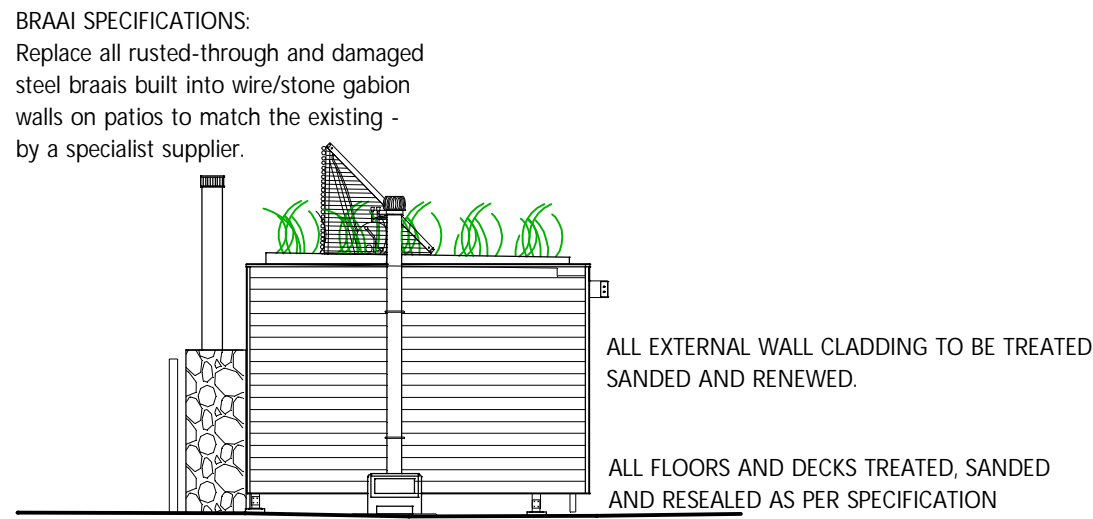 BRAAI SPECIFICATIONS:
Replace all rusted-through and damaged
steel braais built into wire/stone gabion
walls on patios to match the existing -
by a specialist supplier.
ALL EXTERNAL WALL CLADDING TO BE TREATED
SANDED AND RENEWED.
ALL FLOORS AND DECKS TREATED, SANDED
AND RESEALED AS PER SPECIFICATION